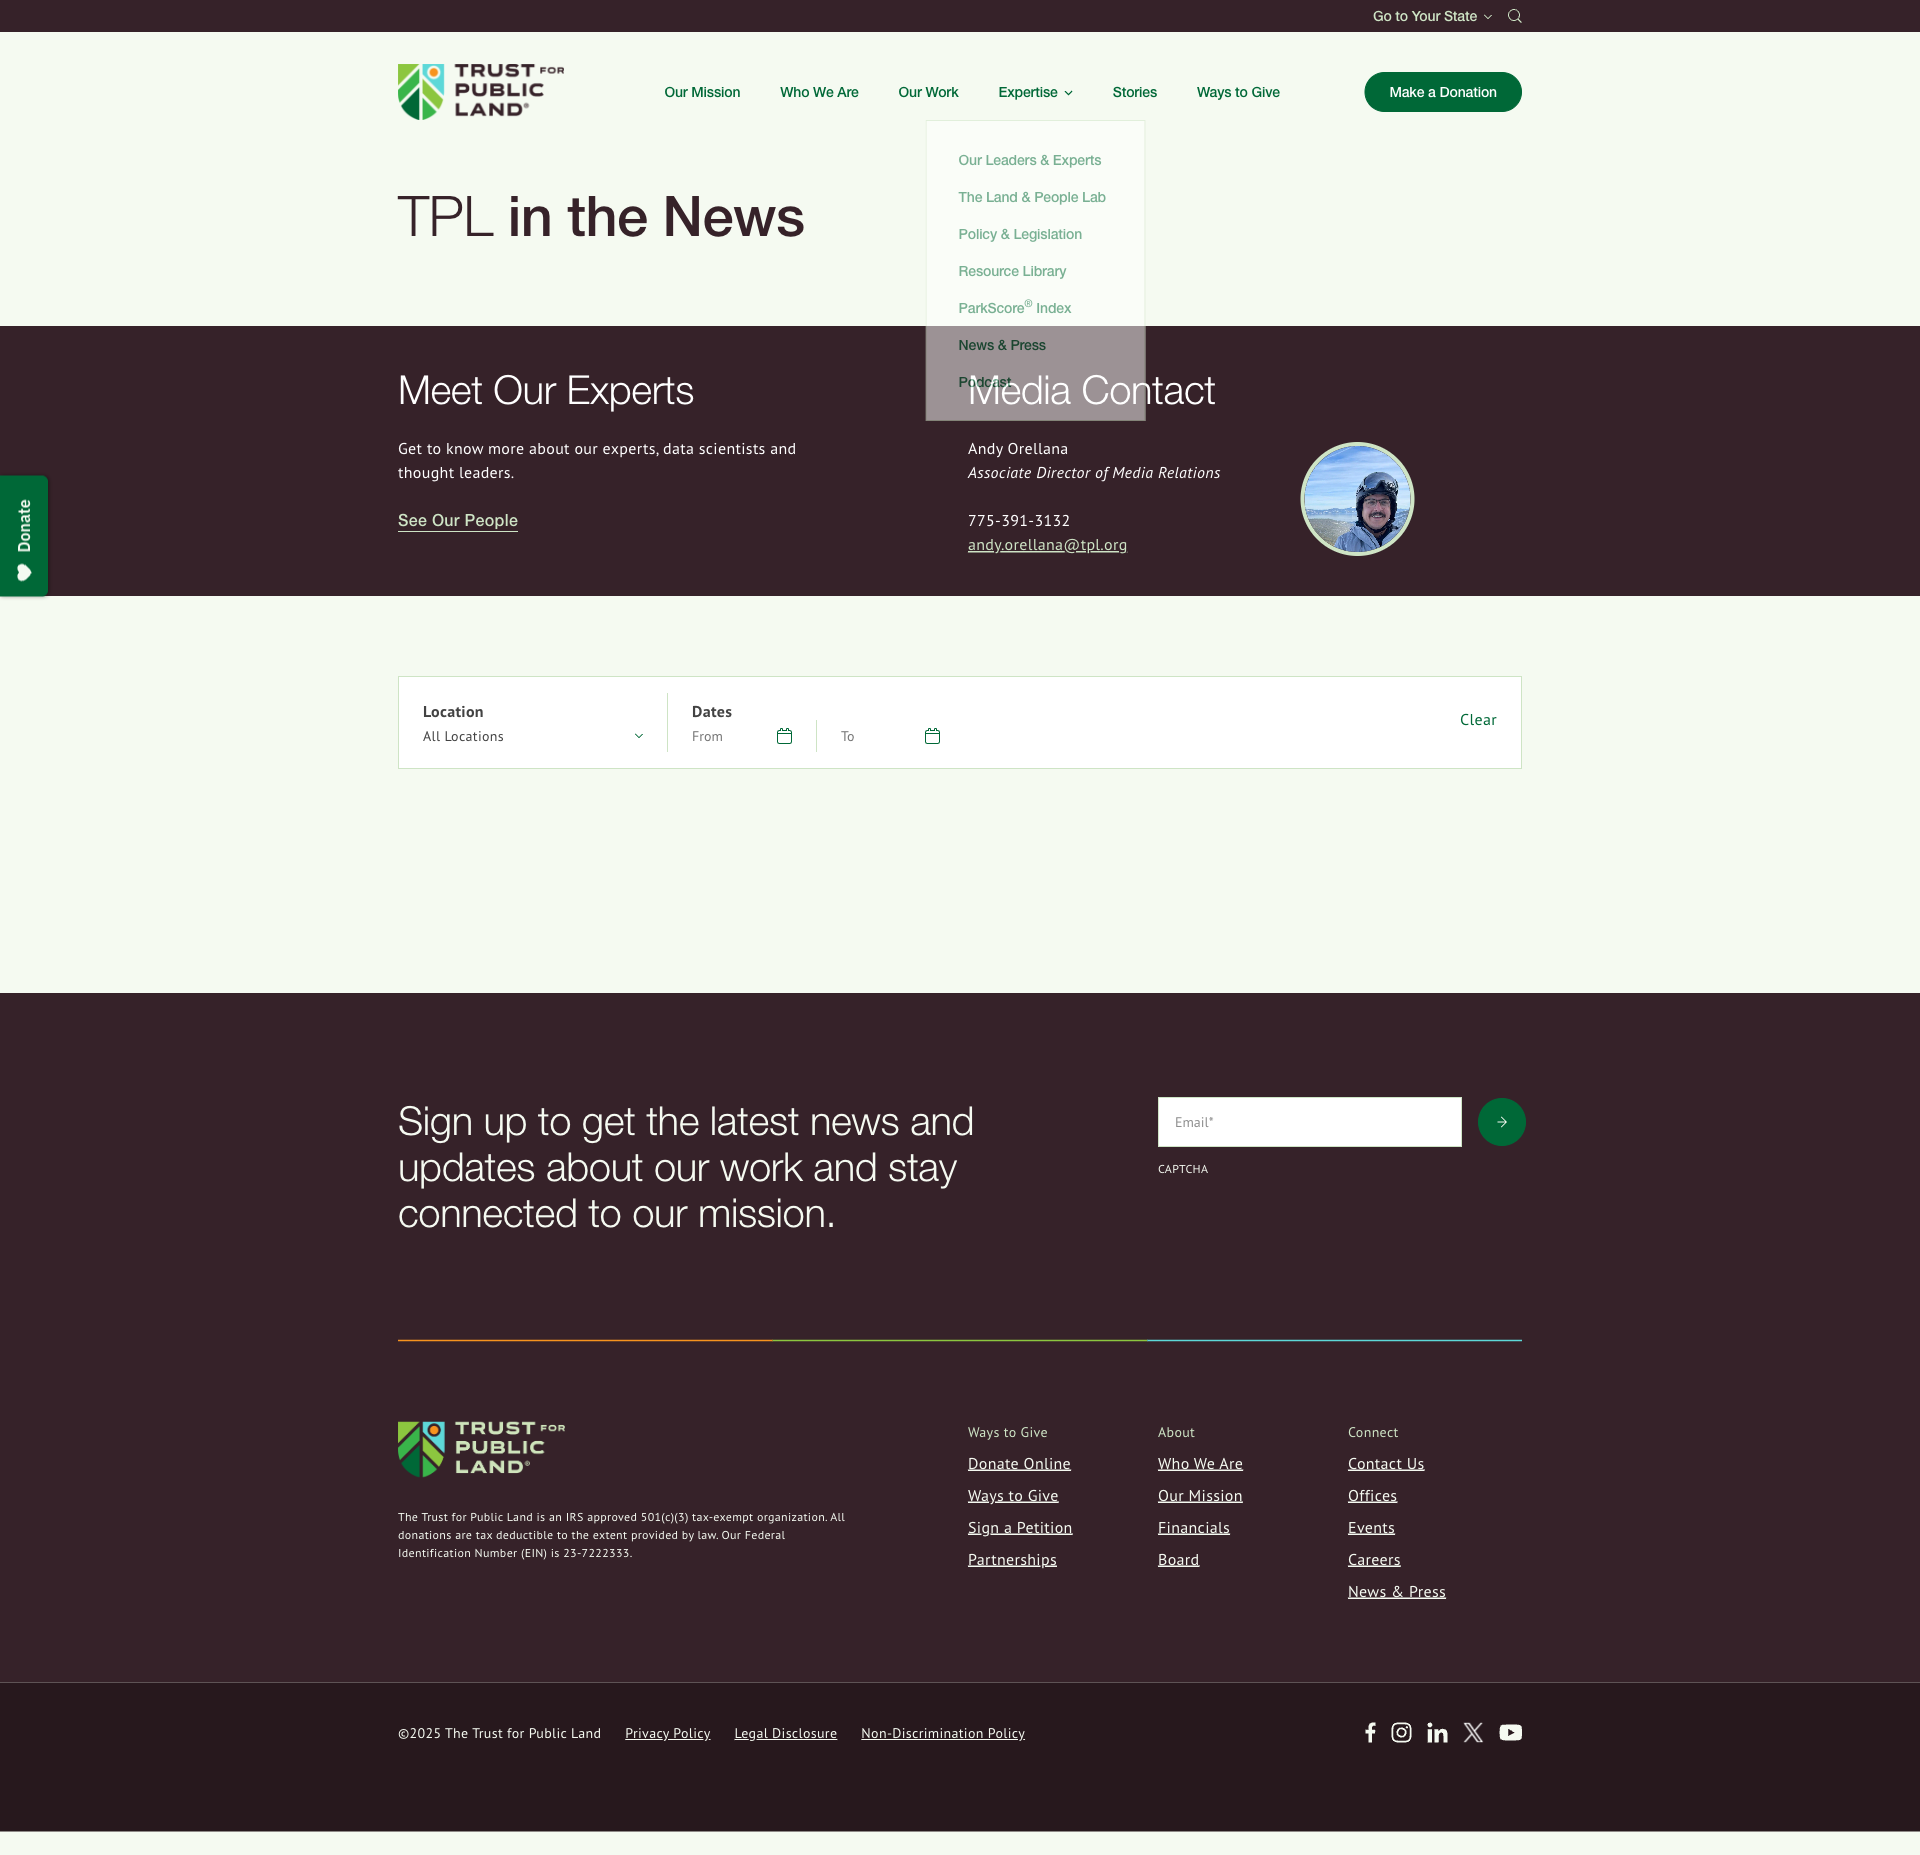 Go to Your State
TRUST FOR
PUBLIC
LAND®
Our Mission
Who We Are
Our Work
Expertise
Stories
Ways to Give
Make a Donation
Our Leaders & Experts
The Land & People Lab
Policy & Legislation
Resource Library
ParkScore® Index
News & Press
Podcast
TPL in the News
Meet Our Experts
Get to know more about our experts, data scientists and
thought leaders.
See Our People
Media Contact
Andy Orellana
Associate Director of Media Relations
775-391-3132
andy.orellana@tpl.org
Donate
Location
All Locations
Dates
From
To
Clear
Sign up to get the latest news and
updates about our work and stay
connected to our mission.
Email*
CAPTCHA
TRUST FOR
PUBLIC
LAND®
The Trust for Public Land is an IRS approved 501(c)(3) tax-exempt organization. All
donations are tax deductible to the extent provided by law. Our Federal
Identification Number (EIN) is 23-7222333.
Ways to Give
Donate Online
Ways to Give
Sign a Petition
Partnerships
About
Who We Are
Our Mission
Financials
Board
Connect
Contact Us
Offices
Events
Careers
News & Press
©2025 The Trust for Public Land
Privacy Policy
Legal Disclosure
Non-Discrimination Policy